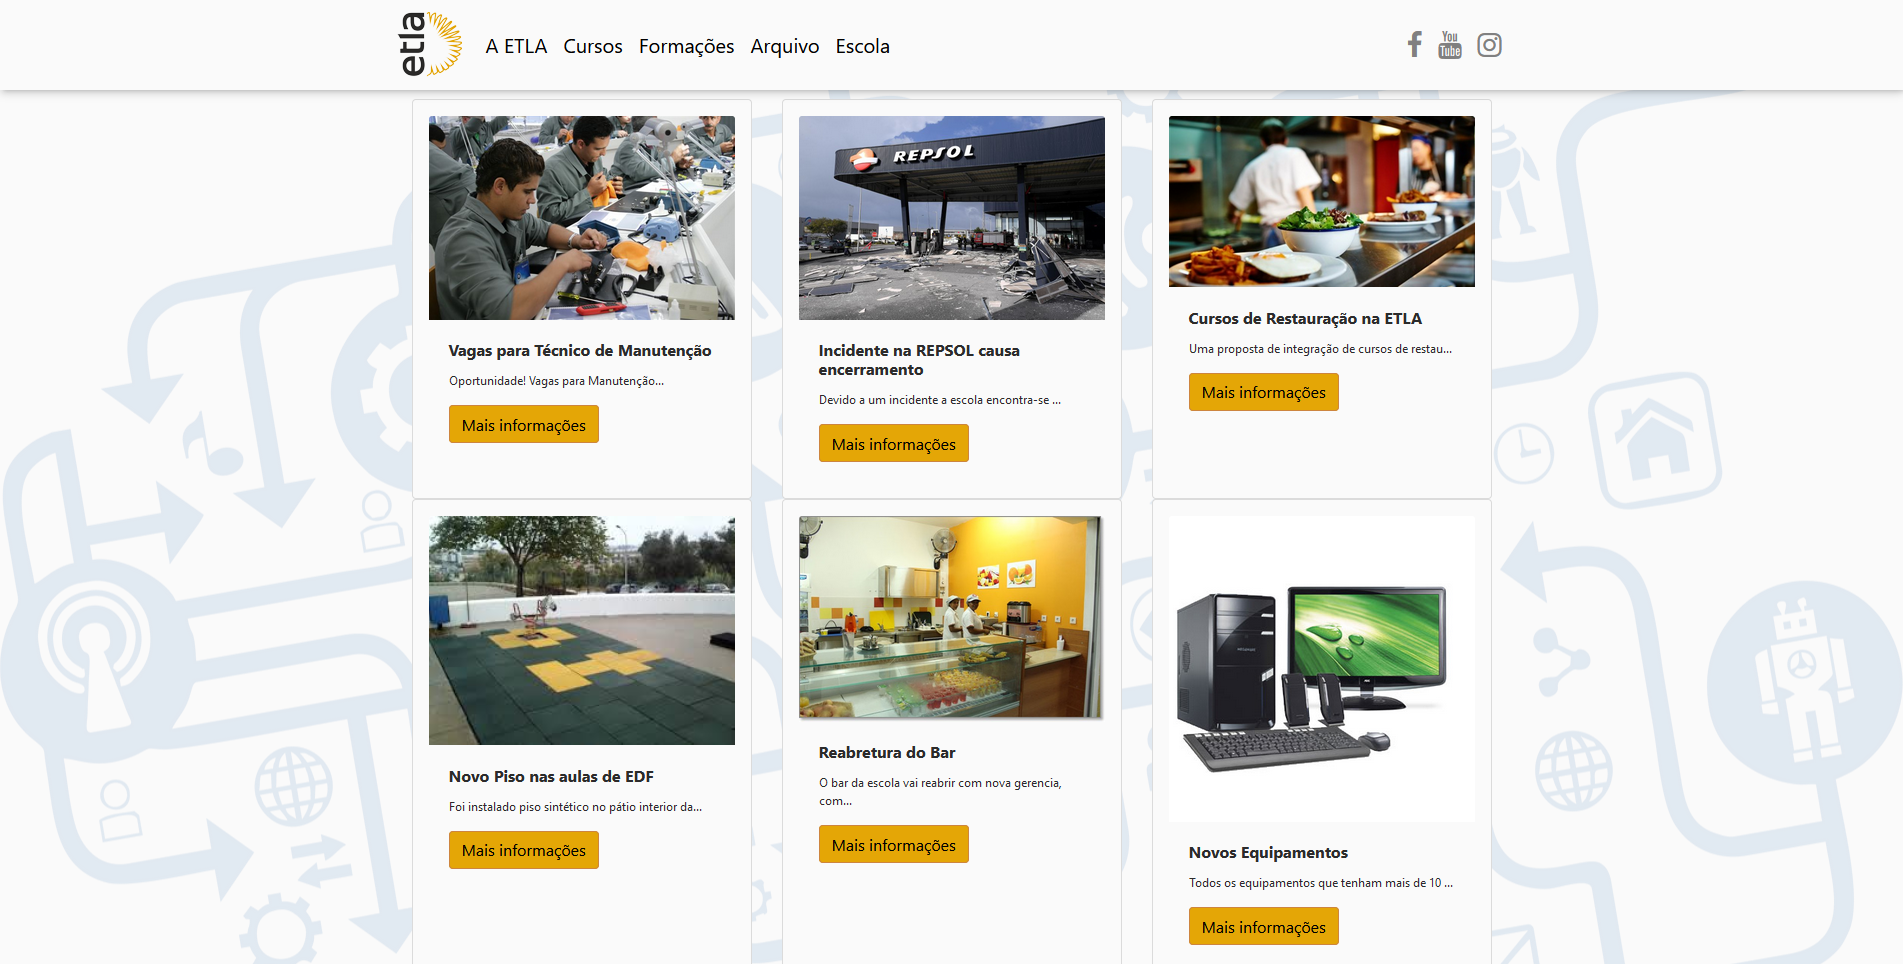 etla
A ETLA
Cursos
Formações
Arquivo
Escola
You
Tube
REPSOL
Vagas para Técnico de Manutenção
Oportunidade! Vagas para Manutenção...
Mais informações
Incidente na REPSOL causa
encerramento
Devido a um incidente a escola encontra-se ...
Mais informações
Cursos de Restauração na ETLA
Uma proposta de integração de cursos de restau...
Mais informações
Novo Piso nas aulas de EDF
Foi instalado piso sintético no pátio interior da...
Mais informações
Reabretura do Bar
O bar da escola vai reabrir com nova gerencia,
com...
Mais informações
Novos Equipamentos
Todos os equipamentos que tenham mais de 10 ...
Mais informações